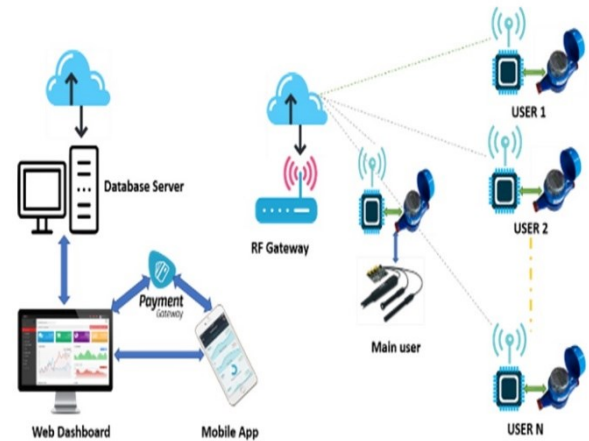 USER 1
Database Server
USER 2
RF Gateway
Payment
Gateway
Main user
Web Dashboard
Mobile App
USER N